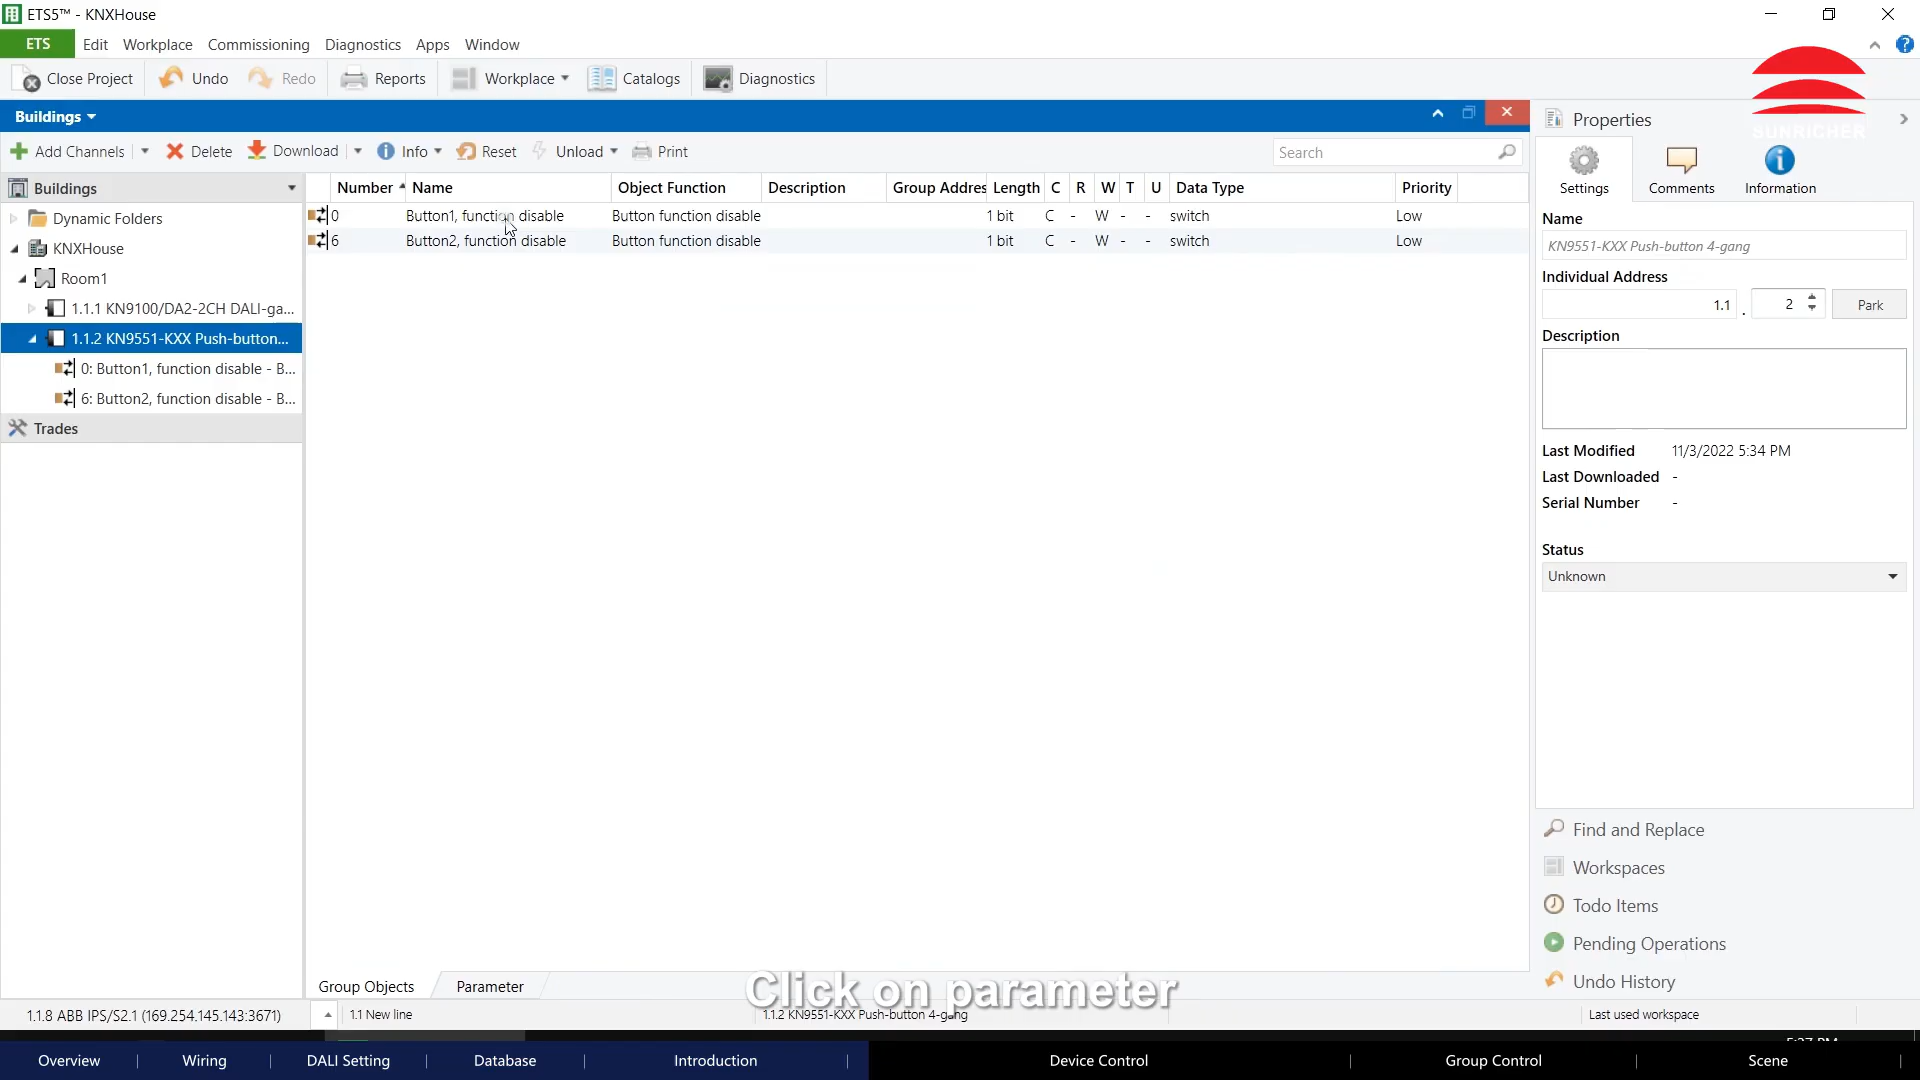 ETS5™ - KNXHouse
ETS Edit Workplace Commissioning Diagnostics Apps Window
Close Project Undo Redo Reports Workplace Catalogs Diagnostics
SUNRICHER
Buildings
Add Channels Delete Download Info Reset Unload Print Search
Buildings
Dynamic Folders
KNXHouse
Room1
1.1.1 KN9100/DA2-2CH DALI-ga...
1.1.2 KN9551-KXX Push-button...
0: Button1, function disable - B...
6: Button2, function disable - B...
Trades
Number Name Object Function Description Group Addres Length C R W T U Data Type Priority
0 Button1, function disable Button function disable 1 bit C - W - - switch Low
6 Button2, function disable Button function disable 1 bit C - W - - switch Low
Properties
Settings Comments Information
Name
KN9551-KXX Push-button 4-gang
Individual Address
1.1 . 2 Park
Description
Last Modified 11/3/2022 5:34 PM
Last Downloaded -
Serial Number -
Status
Unknown
Find and Replace
Workspaces
Todo Items
Pending Operations
Undo History
Group Objects Parameter
Click on parameter
1.1.8 ABB IPS/S2.1 (169.254.145.143:3671) 1.1 New line 1.1.2 KN9551-KXX Push-button 4-gang Last used workspace
Overview Wiring DALI Setting Database Introduction Device Control Group Control Scene